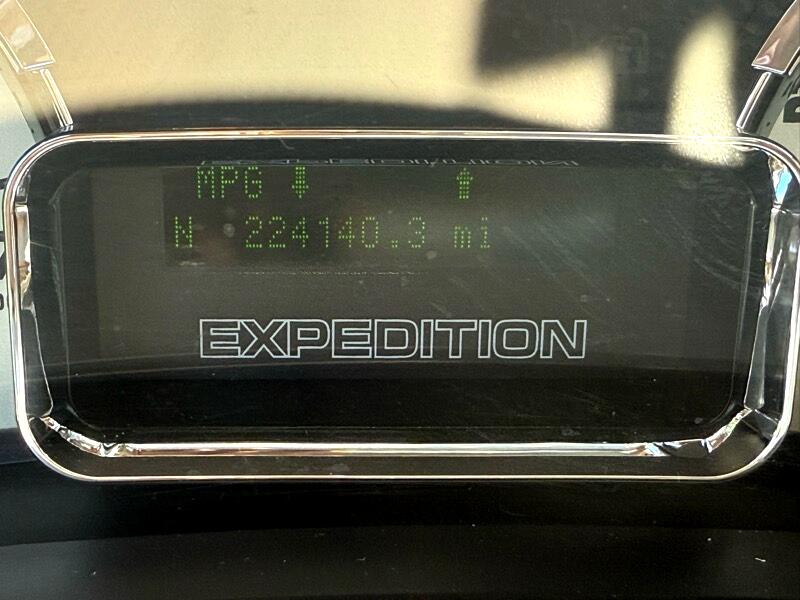 MPG ⬇ ⬆
N 224140.3 mi
EXPEDITION